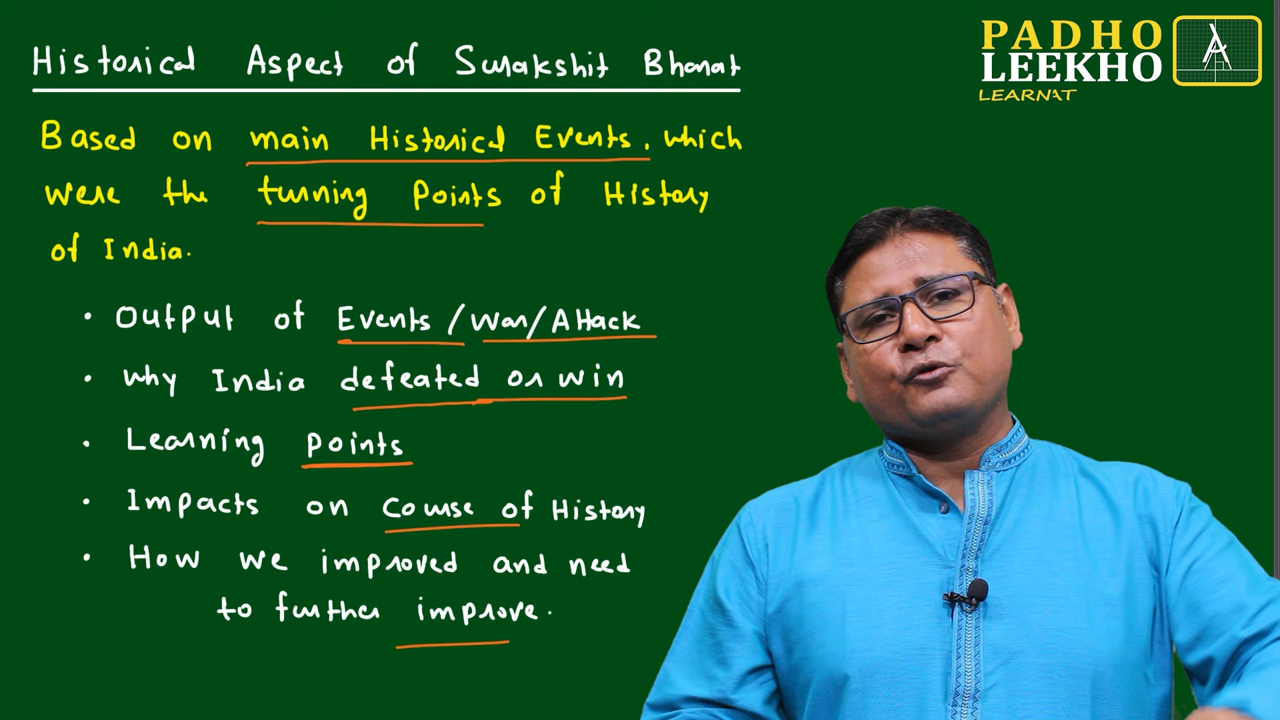 Historical Aspect of Surakshit Bharat
Based on main Historical Events, which
were the turning Points of History
of India.
• Output of Events / War / Attack
• Why India defeated or win
• Learning points
• Impacts on Course of History
• How we improved and need
to further improve.
PADHO
LEEKHO
LEARN'T